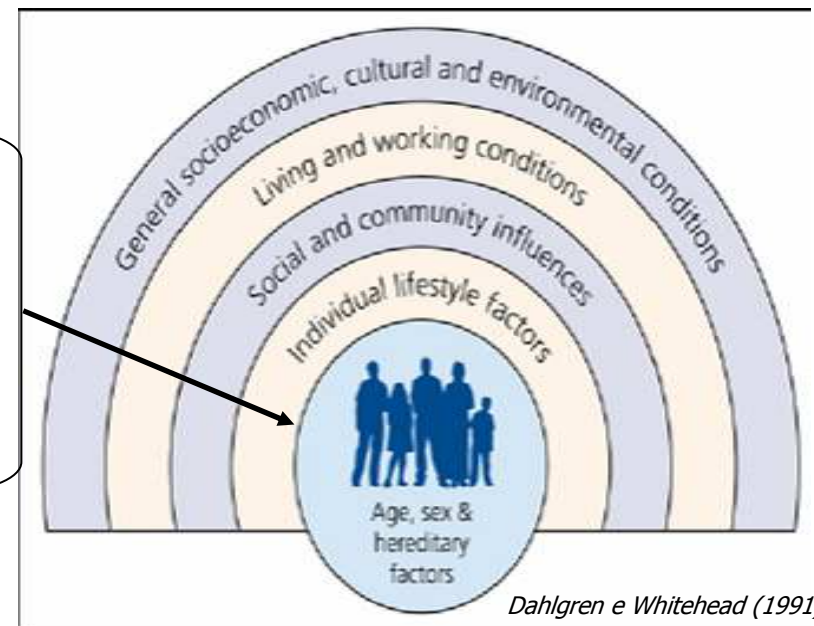 General socioeconomic, cultural and environmental conditions
Living and working conditions
Social and community influences
Individual lifestyle factors
Age, sex &
hereditary
factors
Dahlgren e Whitehead (1991)